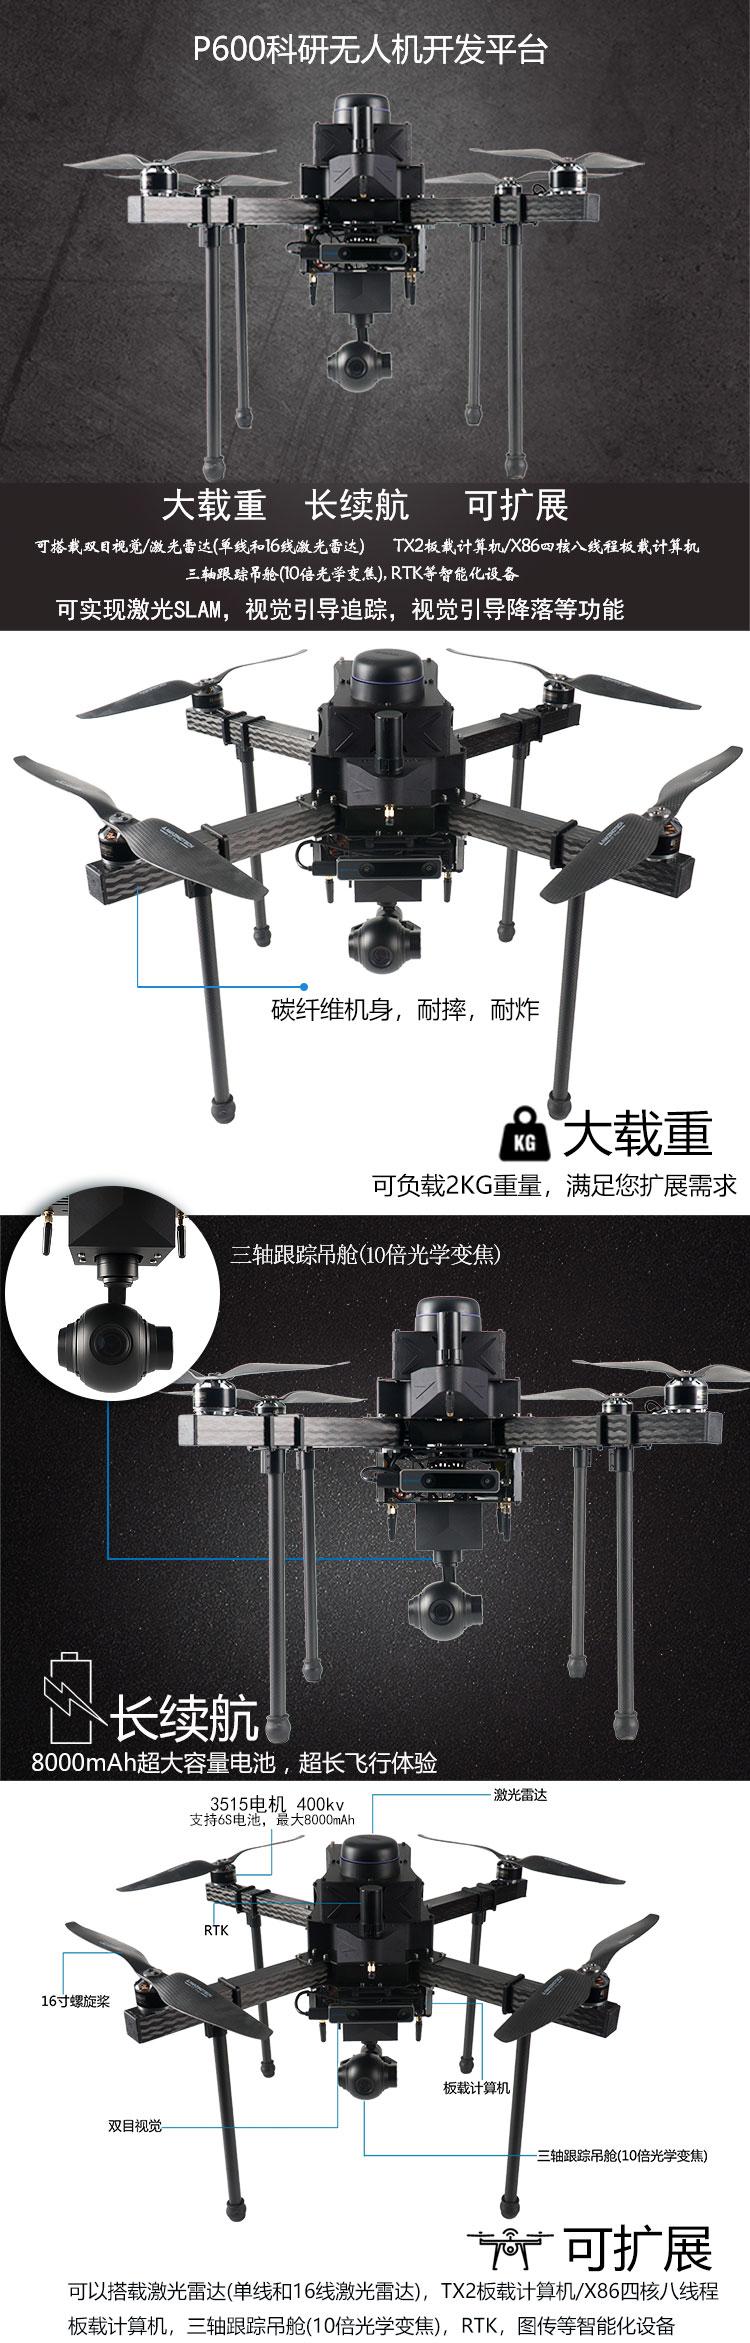 P600科研无人机开发平台
大载重 长续航 可扩展
可搭载双目视觉/激光雷达(单线和16线激光雷达) TX2板载计算机/X86四核八线程板载计算机
三轴跟踪吊舱(10倍光学变焦), RTK等智能化设备
可实现激光SLAM，视觉引导追踪，视觉引导降落等功能
碳纤维机身，耐摔，耐炸
KG 大载重
可负载2KG重量，满足您扩展需求
三轴跟踪吊舱(10倍光学变焦)
长续航
8000mAh超大容量电池，超长飞行体验
激光雷达
3515电机 400kv
支持6S电池，最大8000mAh
RTK
16寸螺旋桨
板载计算机
双目视觉
三轴跟踪吊舱(10倍光学变焦)
可扩展
可以搭载激光雷达(单线和16线激光雷达)，TX2板载计算机/X86四核八线程
板载计算机，三轴跟踪吊舱(10倍光学变焦)，RTK，图传等智能化设备